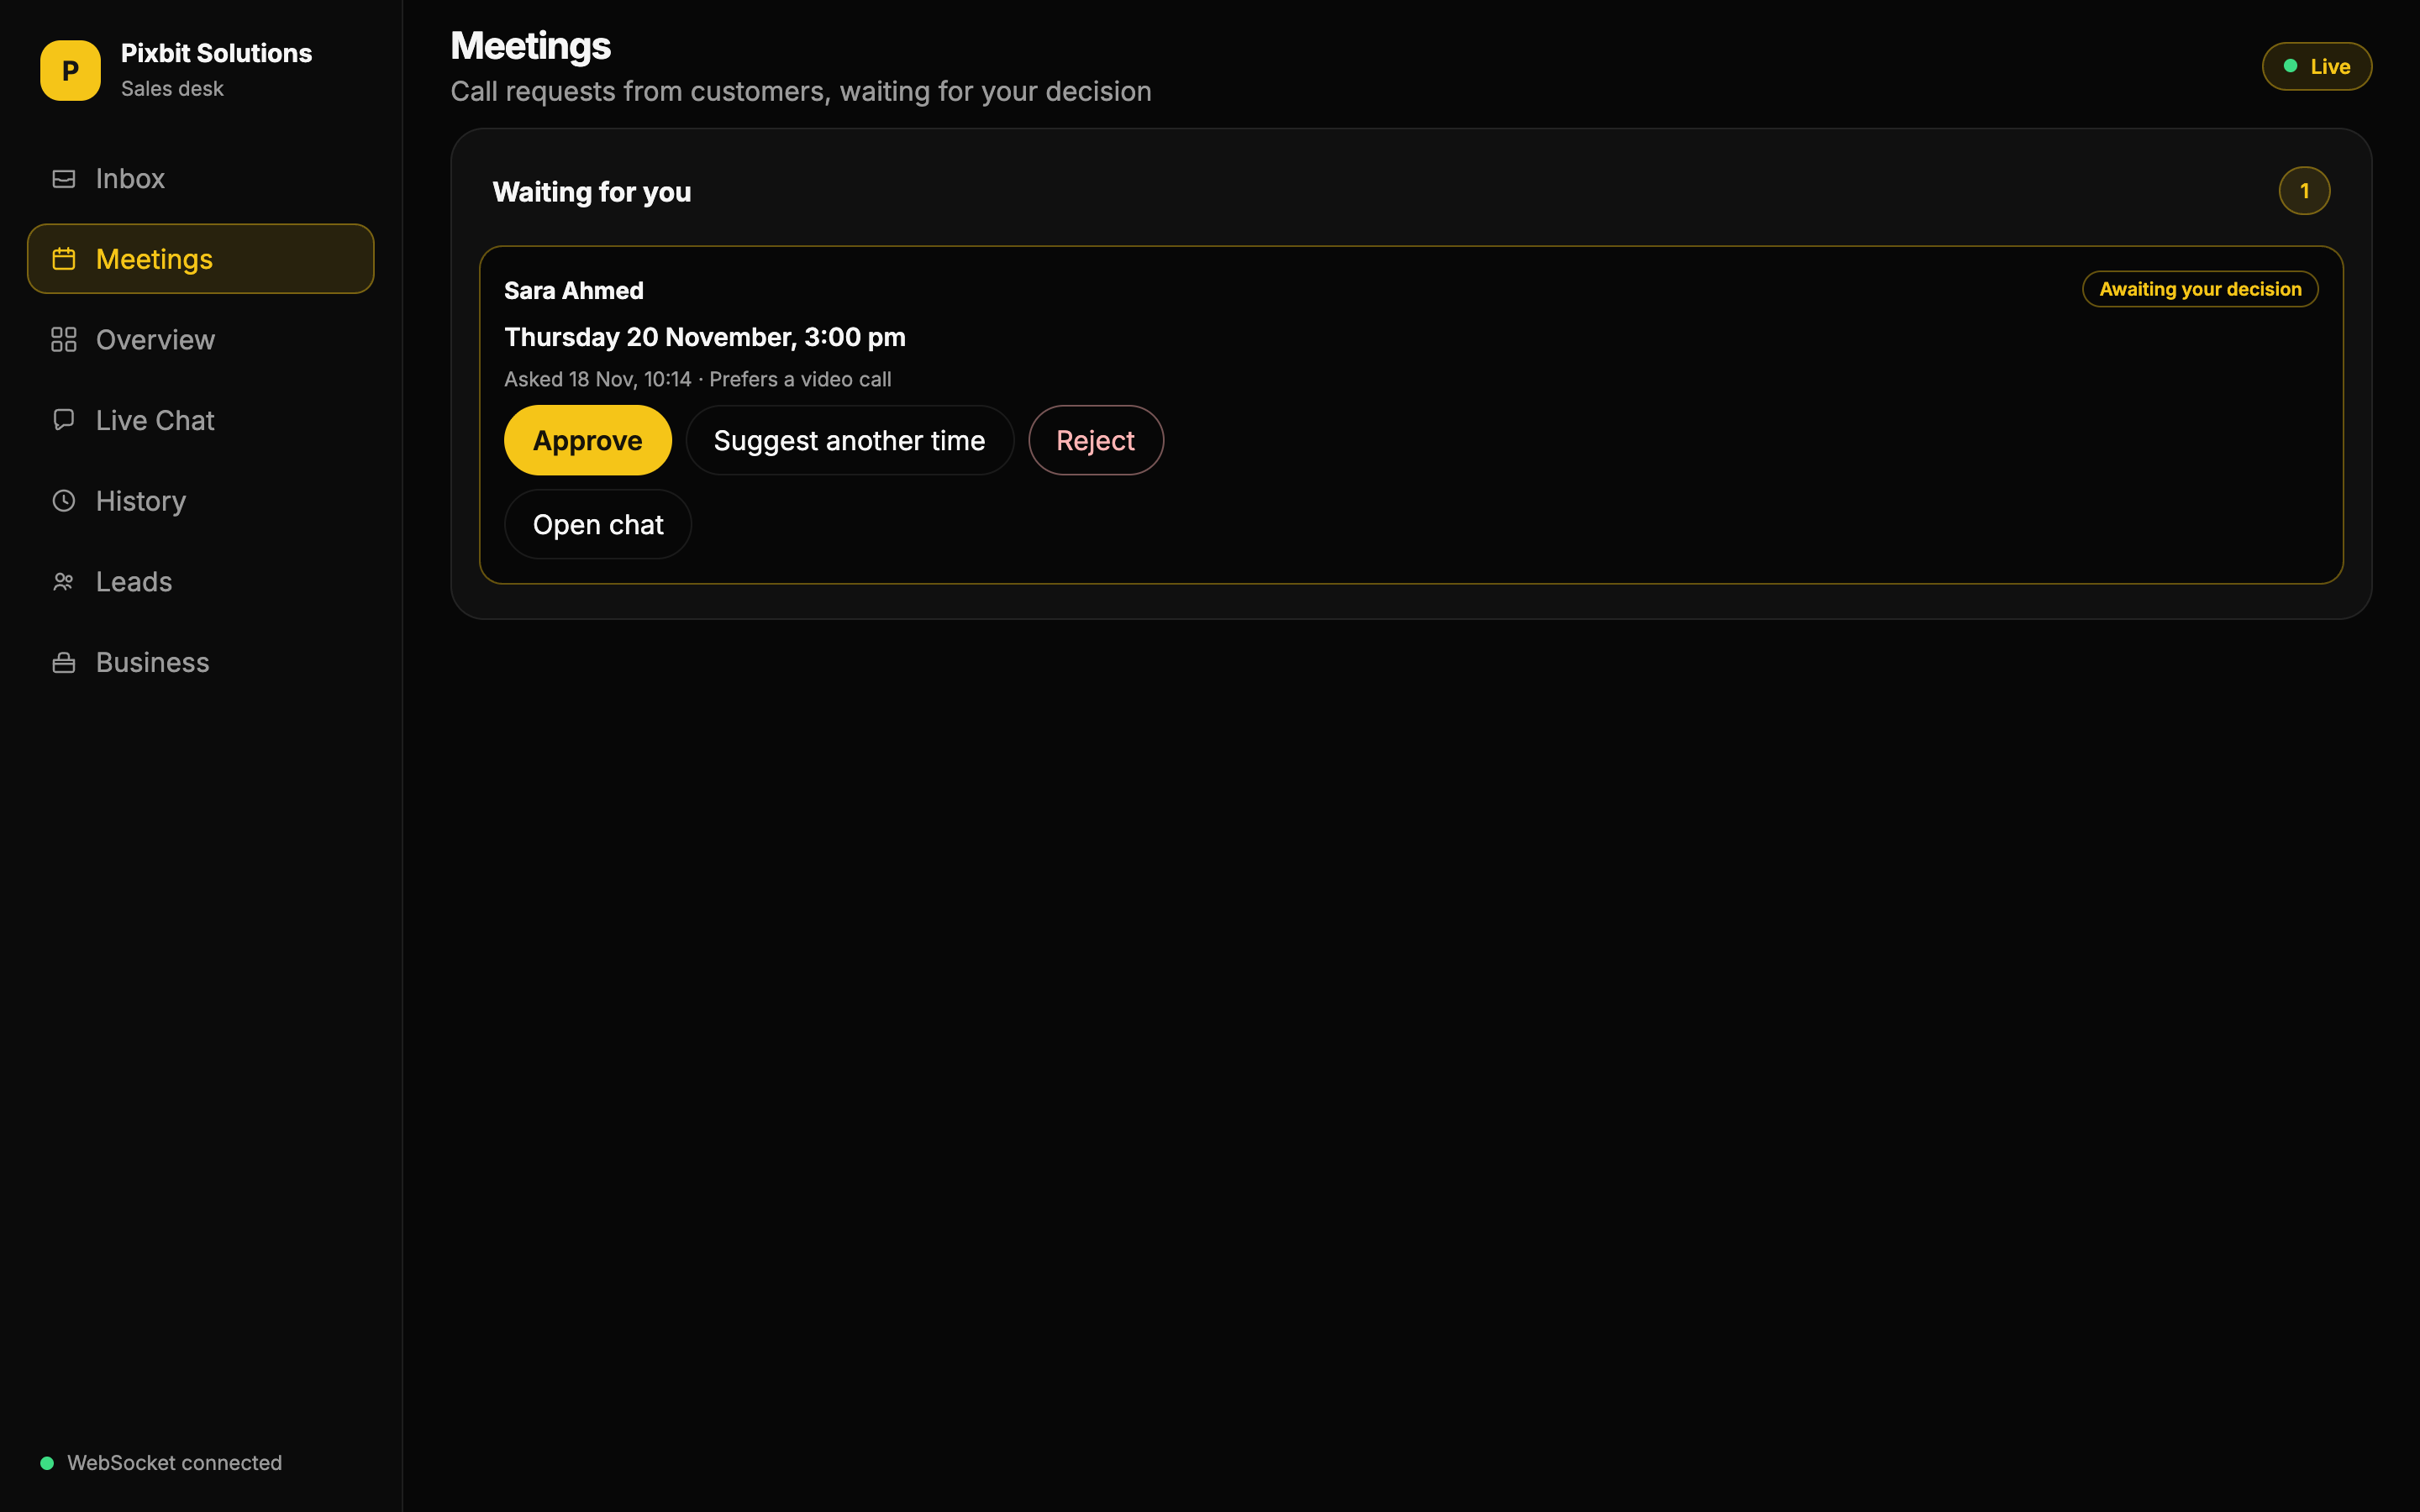 P
Pixbit Solutions
Sales desk
Inbox
Meetings
Overview
Live Chat
History
Leads
Business
WebSocket connected
Meetings
Call requests from customers, waiting for your decision
Live
Waiting for you
1
Sara Ahmed
Awaiting your decision
Thursday 20 November, 3:00 pm
Asked 18 Nov, 10:14 · Prefers a video call
Approve
Suggest another time
Reject
Open chat